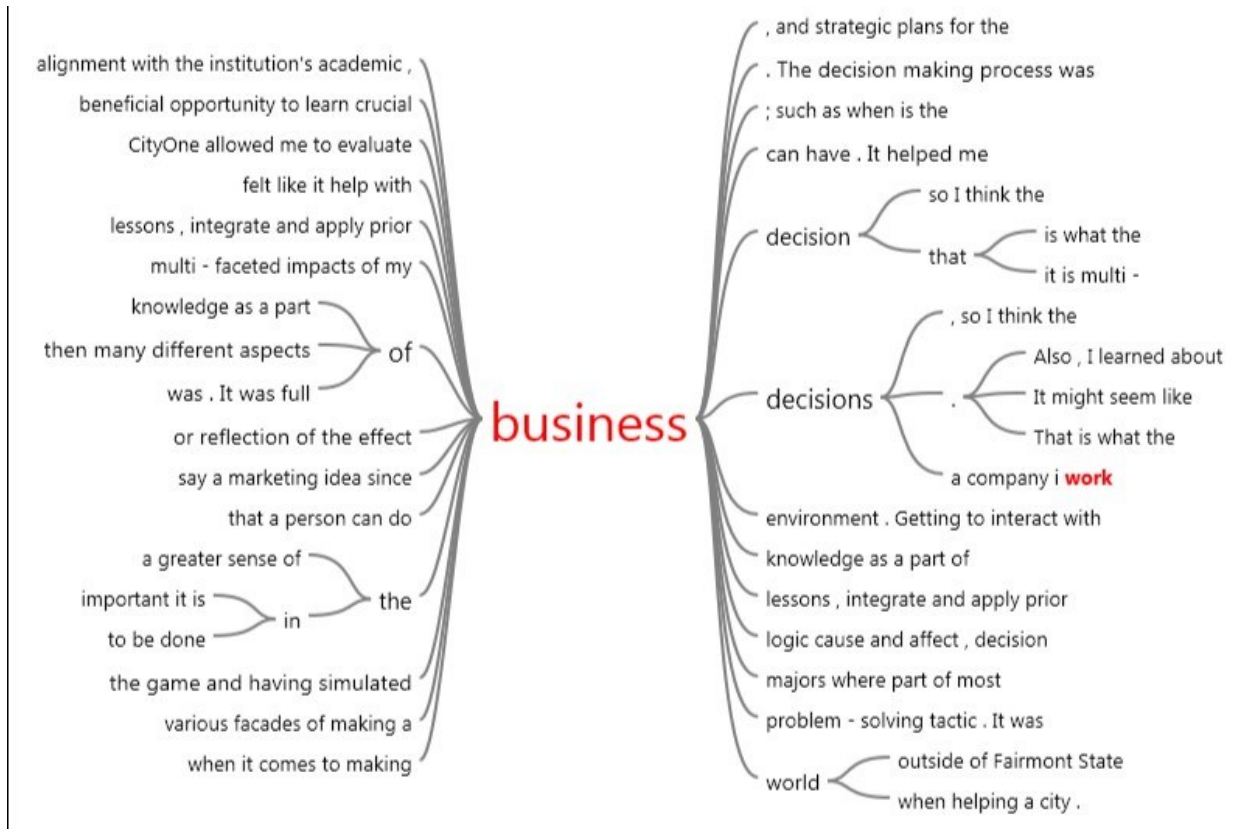 alignment with the institution's academic ,
beneficial opportunity to learn crucial
CityOne allowed me to evaluate
felt like it help with
lessons , integrate and apply prior
multi - faceted impacts of my
knowledge as a part
then many different aspects
was . It was full
of
or reflection of the effect
say a marketing idea since
that a person can do
a greater sense of
important it is
to be done
in
the
the game and having simulated
various facades of making a
when it comes to making
business
, and strategic plans for the
. The decision making process was
; such as when is the
can have . It helped me
decision
so I think the
that
is what the
it is multi -
decisions
, so I think the
.
Also , I learned about
It might seem like
That is what the
a company i work
environment . Getting to interact with
knowledge as a part of
lessons , integrate and apply prior
logic cause and affect , decision
majors where part of most
problem - solving tactic . It was
world
outside of Fairmont State
when helping a city .